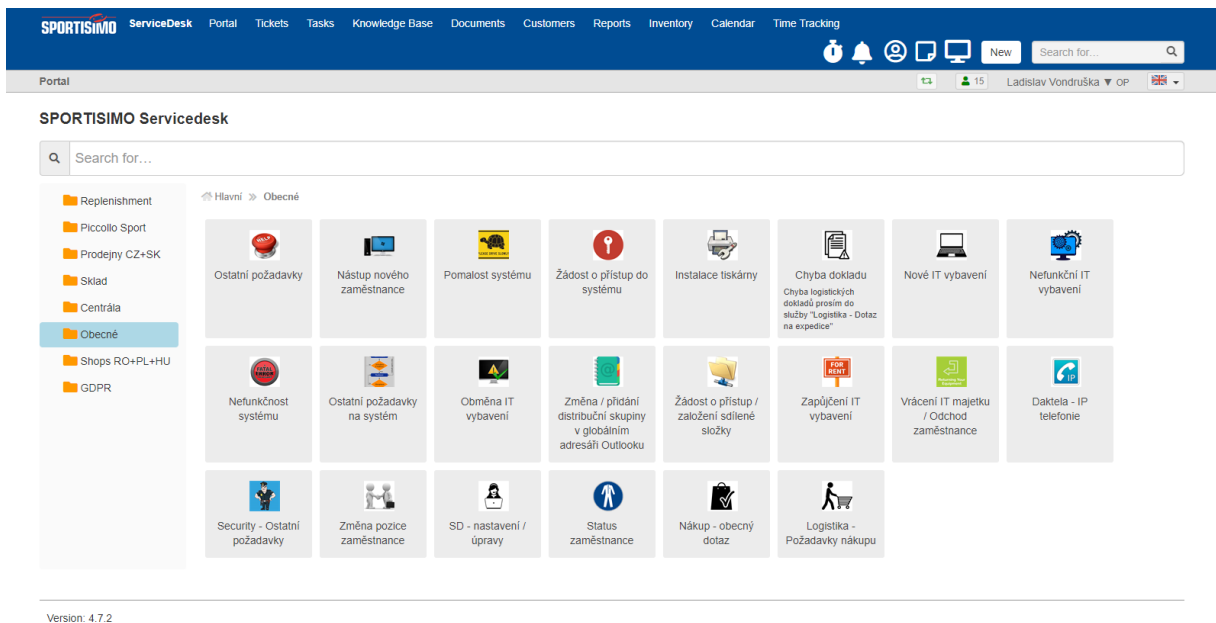 SPORTISIMO ServiceDesk Portal Tickets Tasks Knowledge Base Documents Customers Reports Inventory Calendar Time Tracking
New Search for...
Portal 15 Ladislav Vondruška ▼ OP
SPORTISIMO Servicedesk
Search for...
Replenishment
Piccollo Sport
Prodejny CZ+SK
Sklad
Centrála
Obecné
Shops RO+PL+HU
GDPR
Hlavní » Obecné
HELP
Ostatní požadavky
Nástup nového
zaměstnance
Pomalost systému
Žádost o přístup do
systému
Instalace tiskárny
Chyba dokladu
Chyba logistických
dokladů prosím do
služby "Logistika - Dotaz
na expedice"
Nové IT vybavení
Nefunkční IT
vybavení
FATAL
ERROR
Nefunkčnost
systému
Ostatní požadavky
na systém
Obměna IT
vybavení
Změna / přidání
distribuční skupiny
v globálním
adresáři Outlooku
Žádost o přístup /
založení sdílené
složky
FOR
RENT
Zapůjčení IT
vybavení
Vrácení IT majetku
/ Odchod
zaměstnance
IP
Daktela - IP
telefonie
Security - Ostatní
požadavky
Změna pozice
zaměstnance
SD - nastavení /
úpravy
Status
zaměstnance
Nákup - obecný
dotaz
Logistika -
Požadavky nákupu
Version: 4.7.2